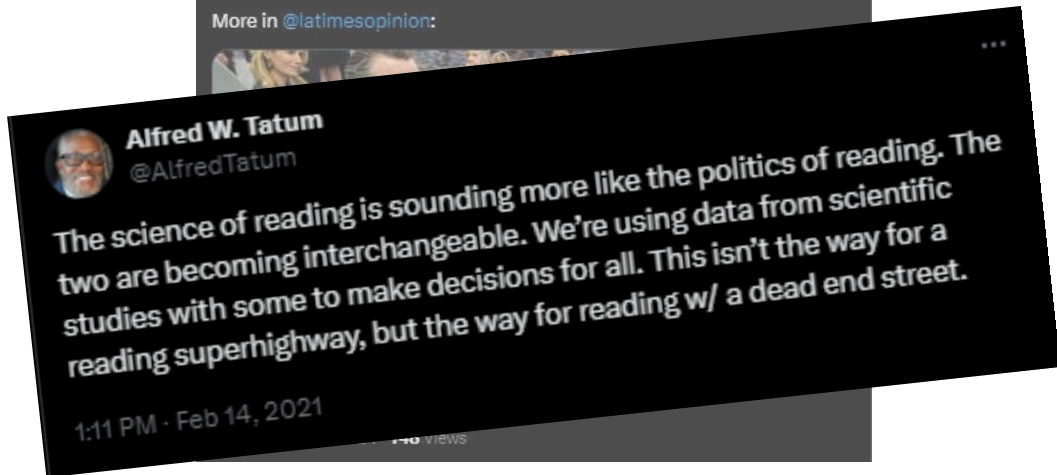 More in @latimesopinion:
Alfred W. Tatum
@AlfredTatum
The science of reading is sounding more like the politics of reading. The
two are becoming interchangeable. We’re using data from scientific
studies with some to make decisions for all. This isn’t the way for a
reading superhighway, but the way for reading w/ a dead end street.
1:11 PM · Feb 14, 2021
Views